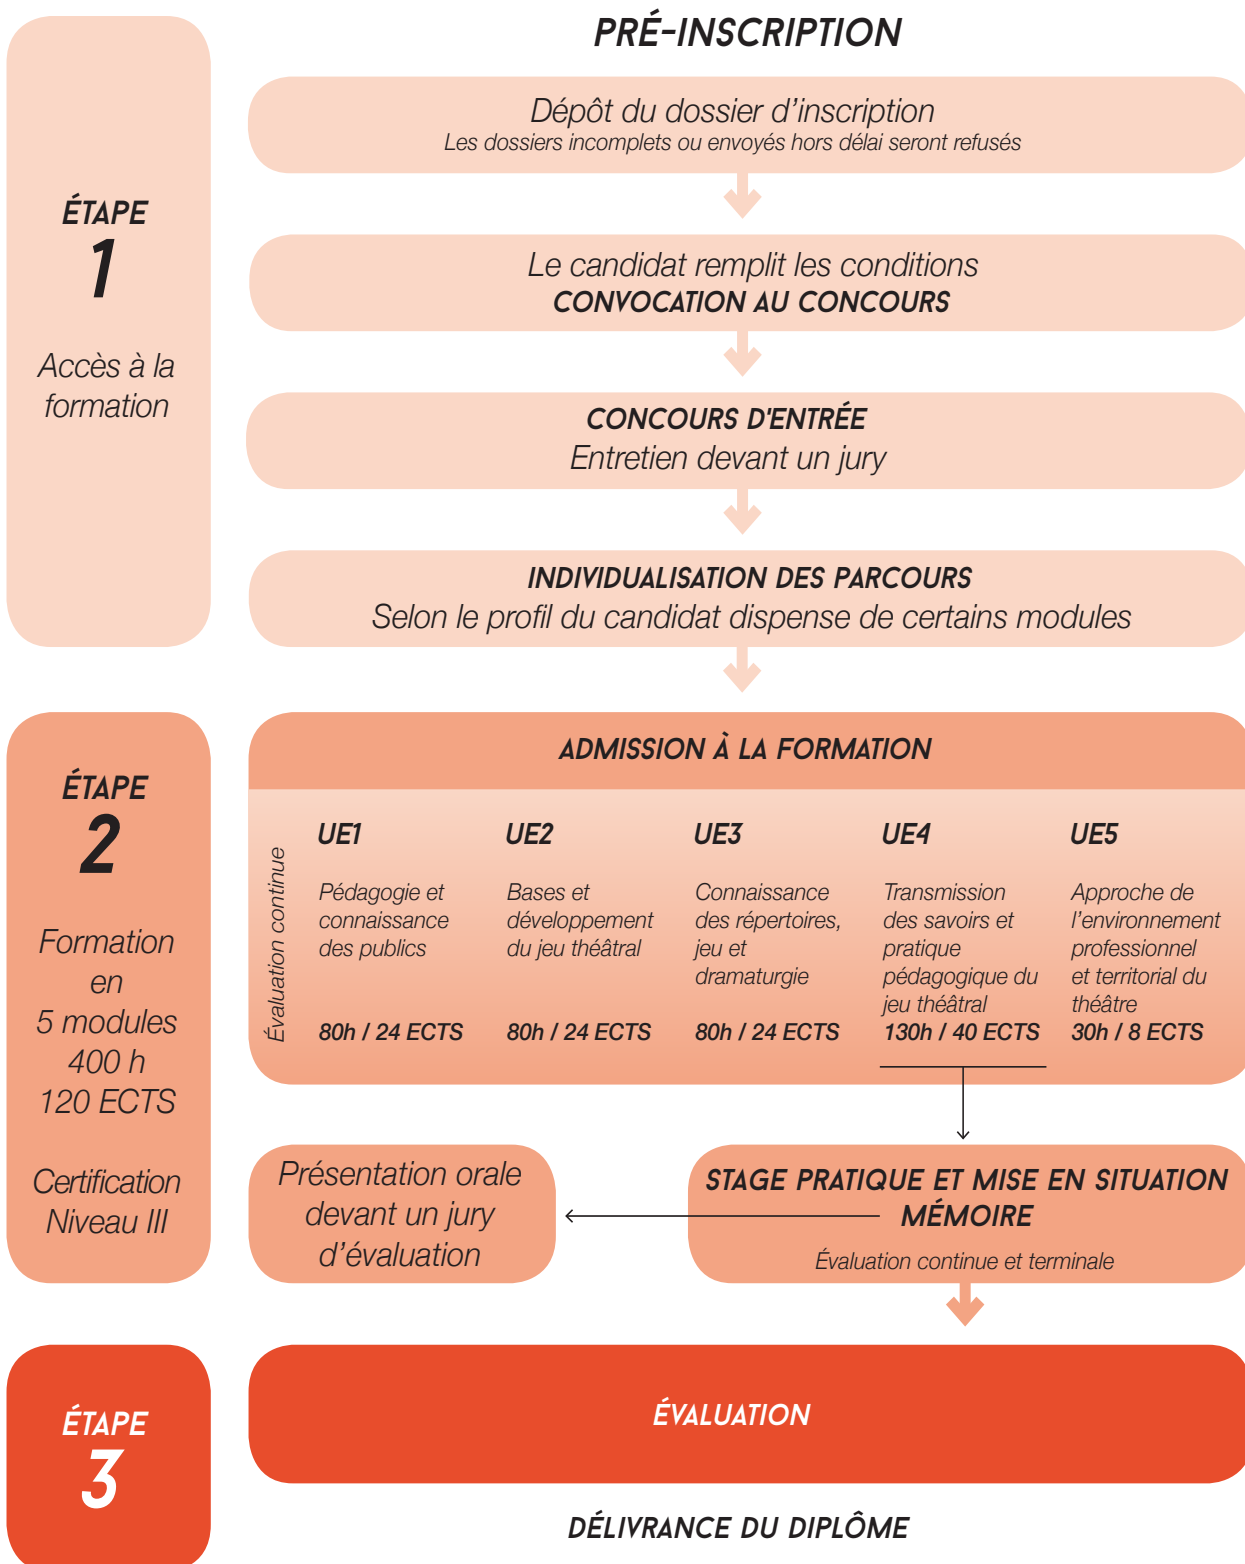 PRÉ-INSCRIPTION
ÉTAPE
1
Accès à la
formation
Dépôt du dossier d'inscription
Les dossiers incomplets ou envoyés hors délai seront refusés
Le candidat remplit les conditions
CONVOCATION AU CONCOURS
CONCOURS D'ENTRÉE
Entretien devant un jury
INDIVIDUALISATION DES PARCOURS
Selon le profil du candidat dispense de certains modules
ÉTAPE
2
Formation
en
5 modules
400 h
120 ECTS
Certification
Niveau III
ADMISSION À LA FORMATION
Évaluation continue
UE1
Pédagogie et
connaissance
des publics
80h / 24 ECTS
UE2
Bases et
développement
du jeu théâtral
80h / 24 ECTS
UE3
Connaissance
des répertoires,
jeu et
dramaturgie
80h / 24 ECTS
UE4
Transmission
des savoirs et
pratique
pédagogique du
jeu théâtral
130h / 40 ECTS
UE5
Approche de
l'environnement
professionnel
et territorial du
théâtre
30h / 8 ECTS
Présentation orale
devant un jury
d'évaluation
STAGE PRATIQUE ET MISE EN SITUATION
MÉMOIRE
Évaluation continue et terminale
ÉTAPE
3
ÉVALUATION
DÉLIVRANCE DU DIPLÔME